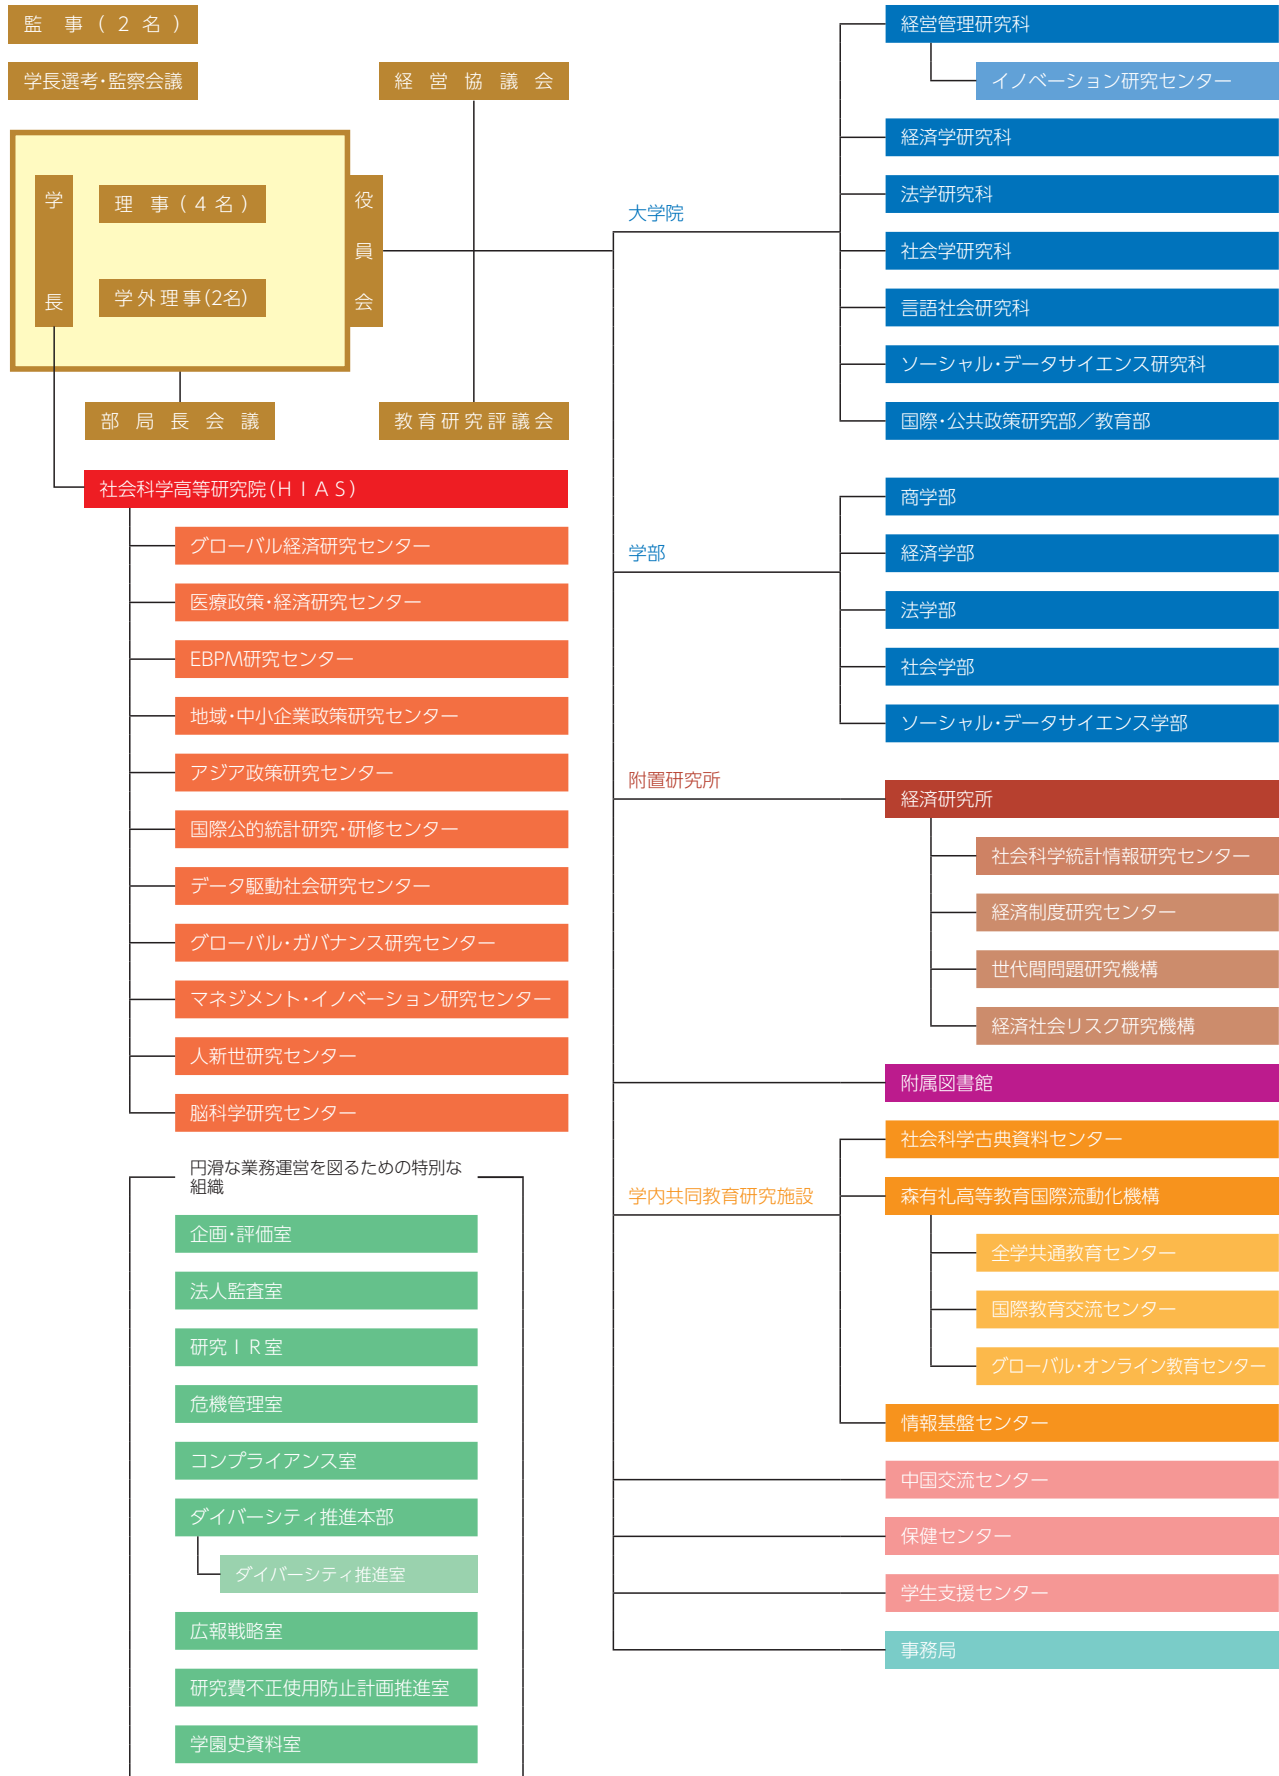 監事(2名)
学長選考・監察会議
経営協議会
学長
理事(4名)
学外理事(2名)
役員会
部局長会議
教育研究評議会
社会科学高等研究院(HIAS)
グローバル経済研究センター
医療政策・経済研究センター
EBPM研究センター
地域・中小企業政策研究センター
アジア政策研究センター
国際公的統計研究・研修センター
データ駆動社会研究センター
グローバル・ガバナンス研究センター
マネジメント・イノベーション研究センター
人新世研究センター
脳科学研究センター
円滑な業務運営を図るための特別な
組織
企画・評価室
法人監査室
研究IR室
危機管理室
コンプライアンス室
ダイバーシティ推進本部
ダイバーシティ推進室
広報戦略室
研究費不正使用防止計画推進室
学園史資料室
大学院
経営管理研究科
イノベーション研究センター
経済学研究科
法学研究科
社会学研究科
言語社会研究科
ソーシャル・データサイエンス研究科
国際・公共政策研究部/教育部
学部
商学部
経済学部
法学部
社会学部
ソーシャル・データサイエンス学部
附置研究所
経済研究所
社会科学統計情報研究センター
経済制度研究センター
世代間問題研究機構
経済社会リスク研究機構
附属図書館
学内共同教育研究施設
社会科学古典資料センター
森有礼高等教育国際流動化機構
全学共通教育センター
国際教育交流センター
グローバル・オンライン教育センター
情報基盤センター
中国交流センター
保健センター
学生支援センター
事務局